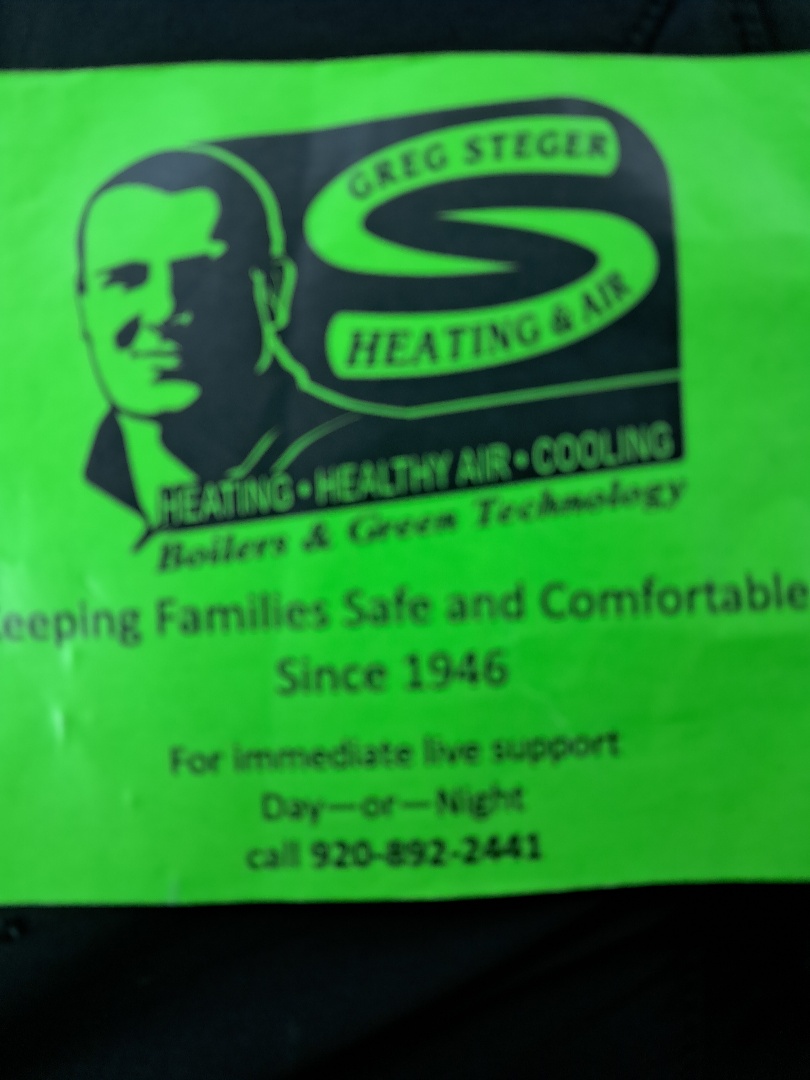 GREG STEGER
HEATING & AIR
HEATING • HEALTHY AIR • COOLING
Boilers & Green Technology
eeping Families Safe and Comfortable
Since 1946
For immediate live support
Day—or—Night
call 920-892-2441